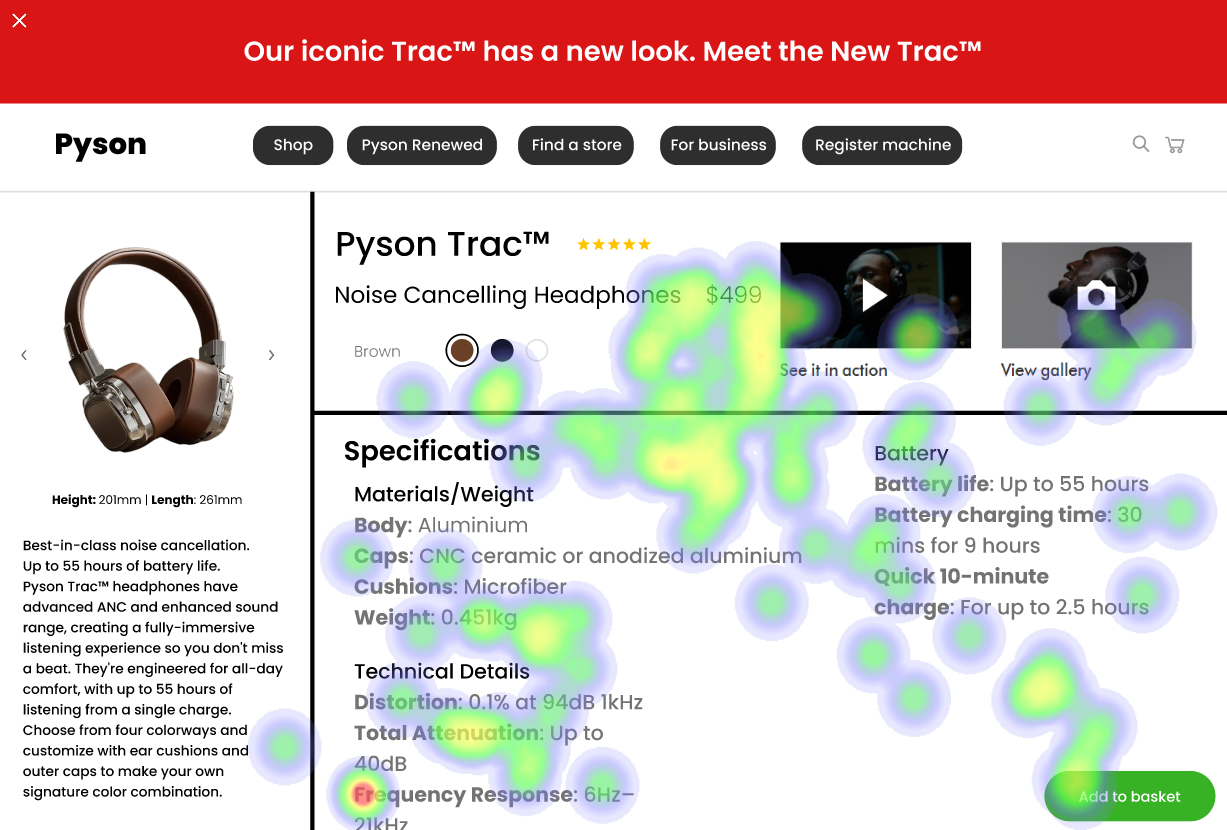 Our iconic Trac™ has a new look. Meet the New Trac™
Pyson
Shop
Pyson Renewed
Find a store
For business
Register machine
Pyson Trac™
Noise Cancelling Headphones $499
Brown
See it in action
View gallery
Height: 201mm | Length: 261mm
Best-in-class noise cancellation.
Up to 55 hours of battery life.
Pyson Trac™ headphones have
advanced ANC and enhanced sound
range, creating a fully-immersive
listening experience so you don't miss
a beat. They're engineered for all-day
comfort, with up to 55 hours of
listening from a single charge.
Choose from four colorways and
customize with ear cushions and
outer caps to make your own
signature color combination.
Specifications
Materials/Weight
Body: Aluminium
Caps: CNC ceramic or anodized aluminium
Cushions: Microfiber
Weight: 0.451kg
Technical Details
Distortion: 0.1% at 94dB 1kHz
Total Attenuation: Up to
40dB
Frequency Response: 6Hz–
21kHz
Battery
Battery life: Up to 55 hours
Battery charging time: 30
mins for 9 hours
Quick 10-minute
charge: For up to 2.5 hours
Add to basket